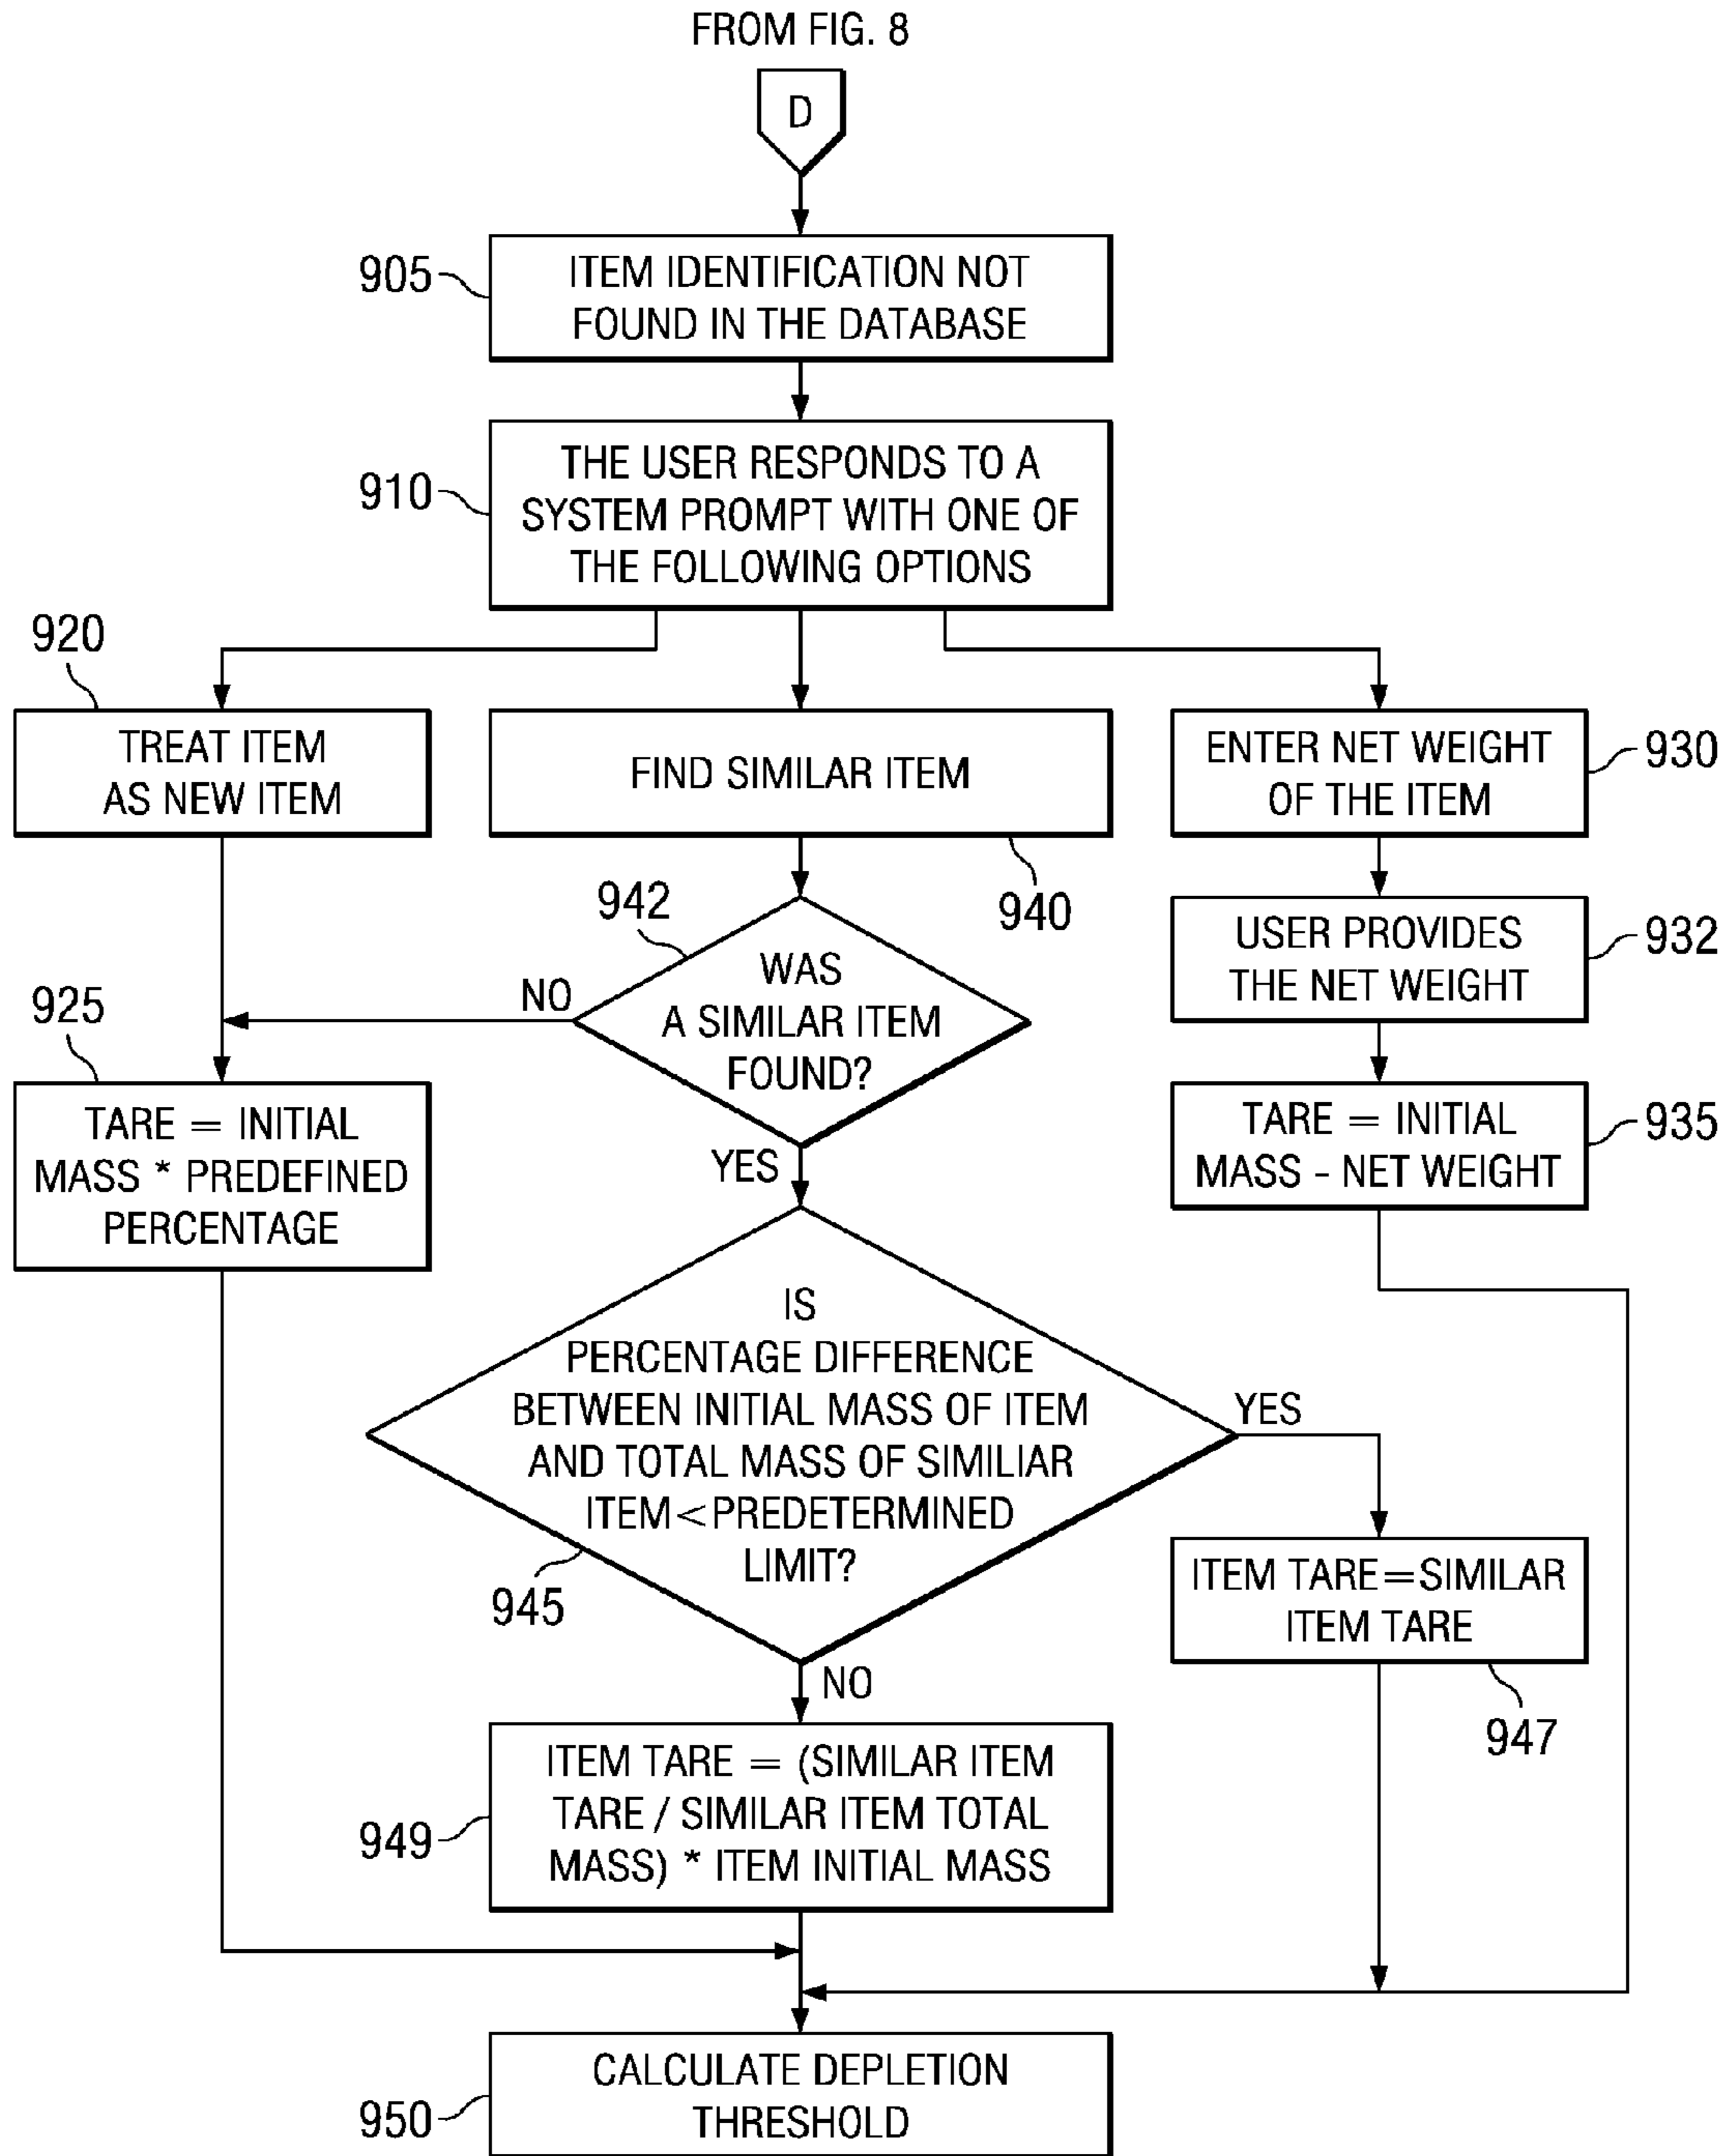 FROM FIG. 8
D
905
ITEM IDENTIFICATION NOT
FOUND IN THE DATABASE
910
THE USER RESPONDS TO A
SYSTEM PROMPT WITH ONE OF
THE FOLLOWING OPTIONS
920
TREAT ITEM
AS NEW ITEM
FIND SIMILAR ITEM
940
ENTER NET WEIGHT
OF THE ITEM
930
942
WAS
A SIMILAR ITEM
FOUND?
NO
YES
USER PROVIDES
THE NET WEIGHT
932
925
TARE = INITIAL
MASS * PREDEFINED
PERCENTAGE
TARE = INITIAL
MASS - NET WEIGHT
935
IS
PERCENTAGE DIFFERENCE
BETWEEN INITIAL MASS OF ITEM
AND TOTAL MASS OF SIMILIAR
ITEM<PREDETERMINED
LIMIT?
945
YES
NO
ITEM TARE=SIMILAR
ITEM TARE
947
949
ITEM TARE = (SIMILAR ITEM
TARE / SIMILAR ITEM TOTAL
MASS) * ITEM INITIAL MASS
950
CALCULATE DEPLETION
THRESHOLD